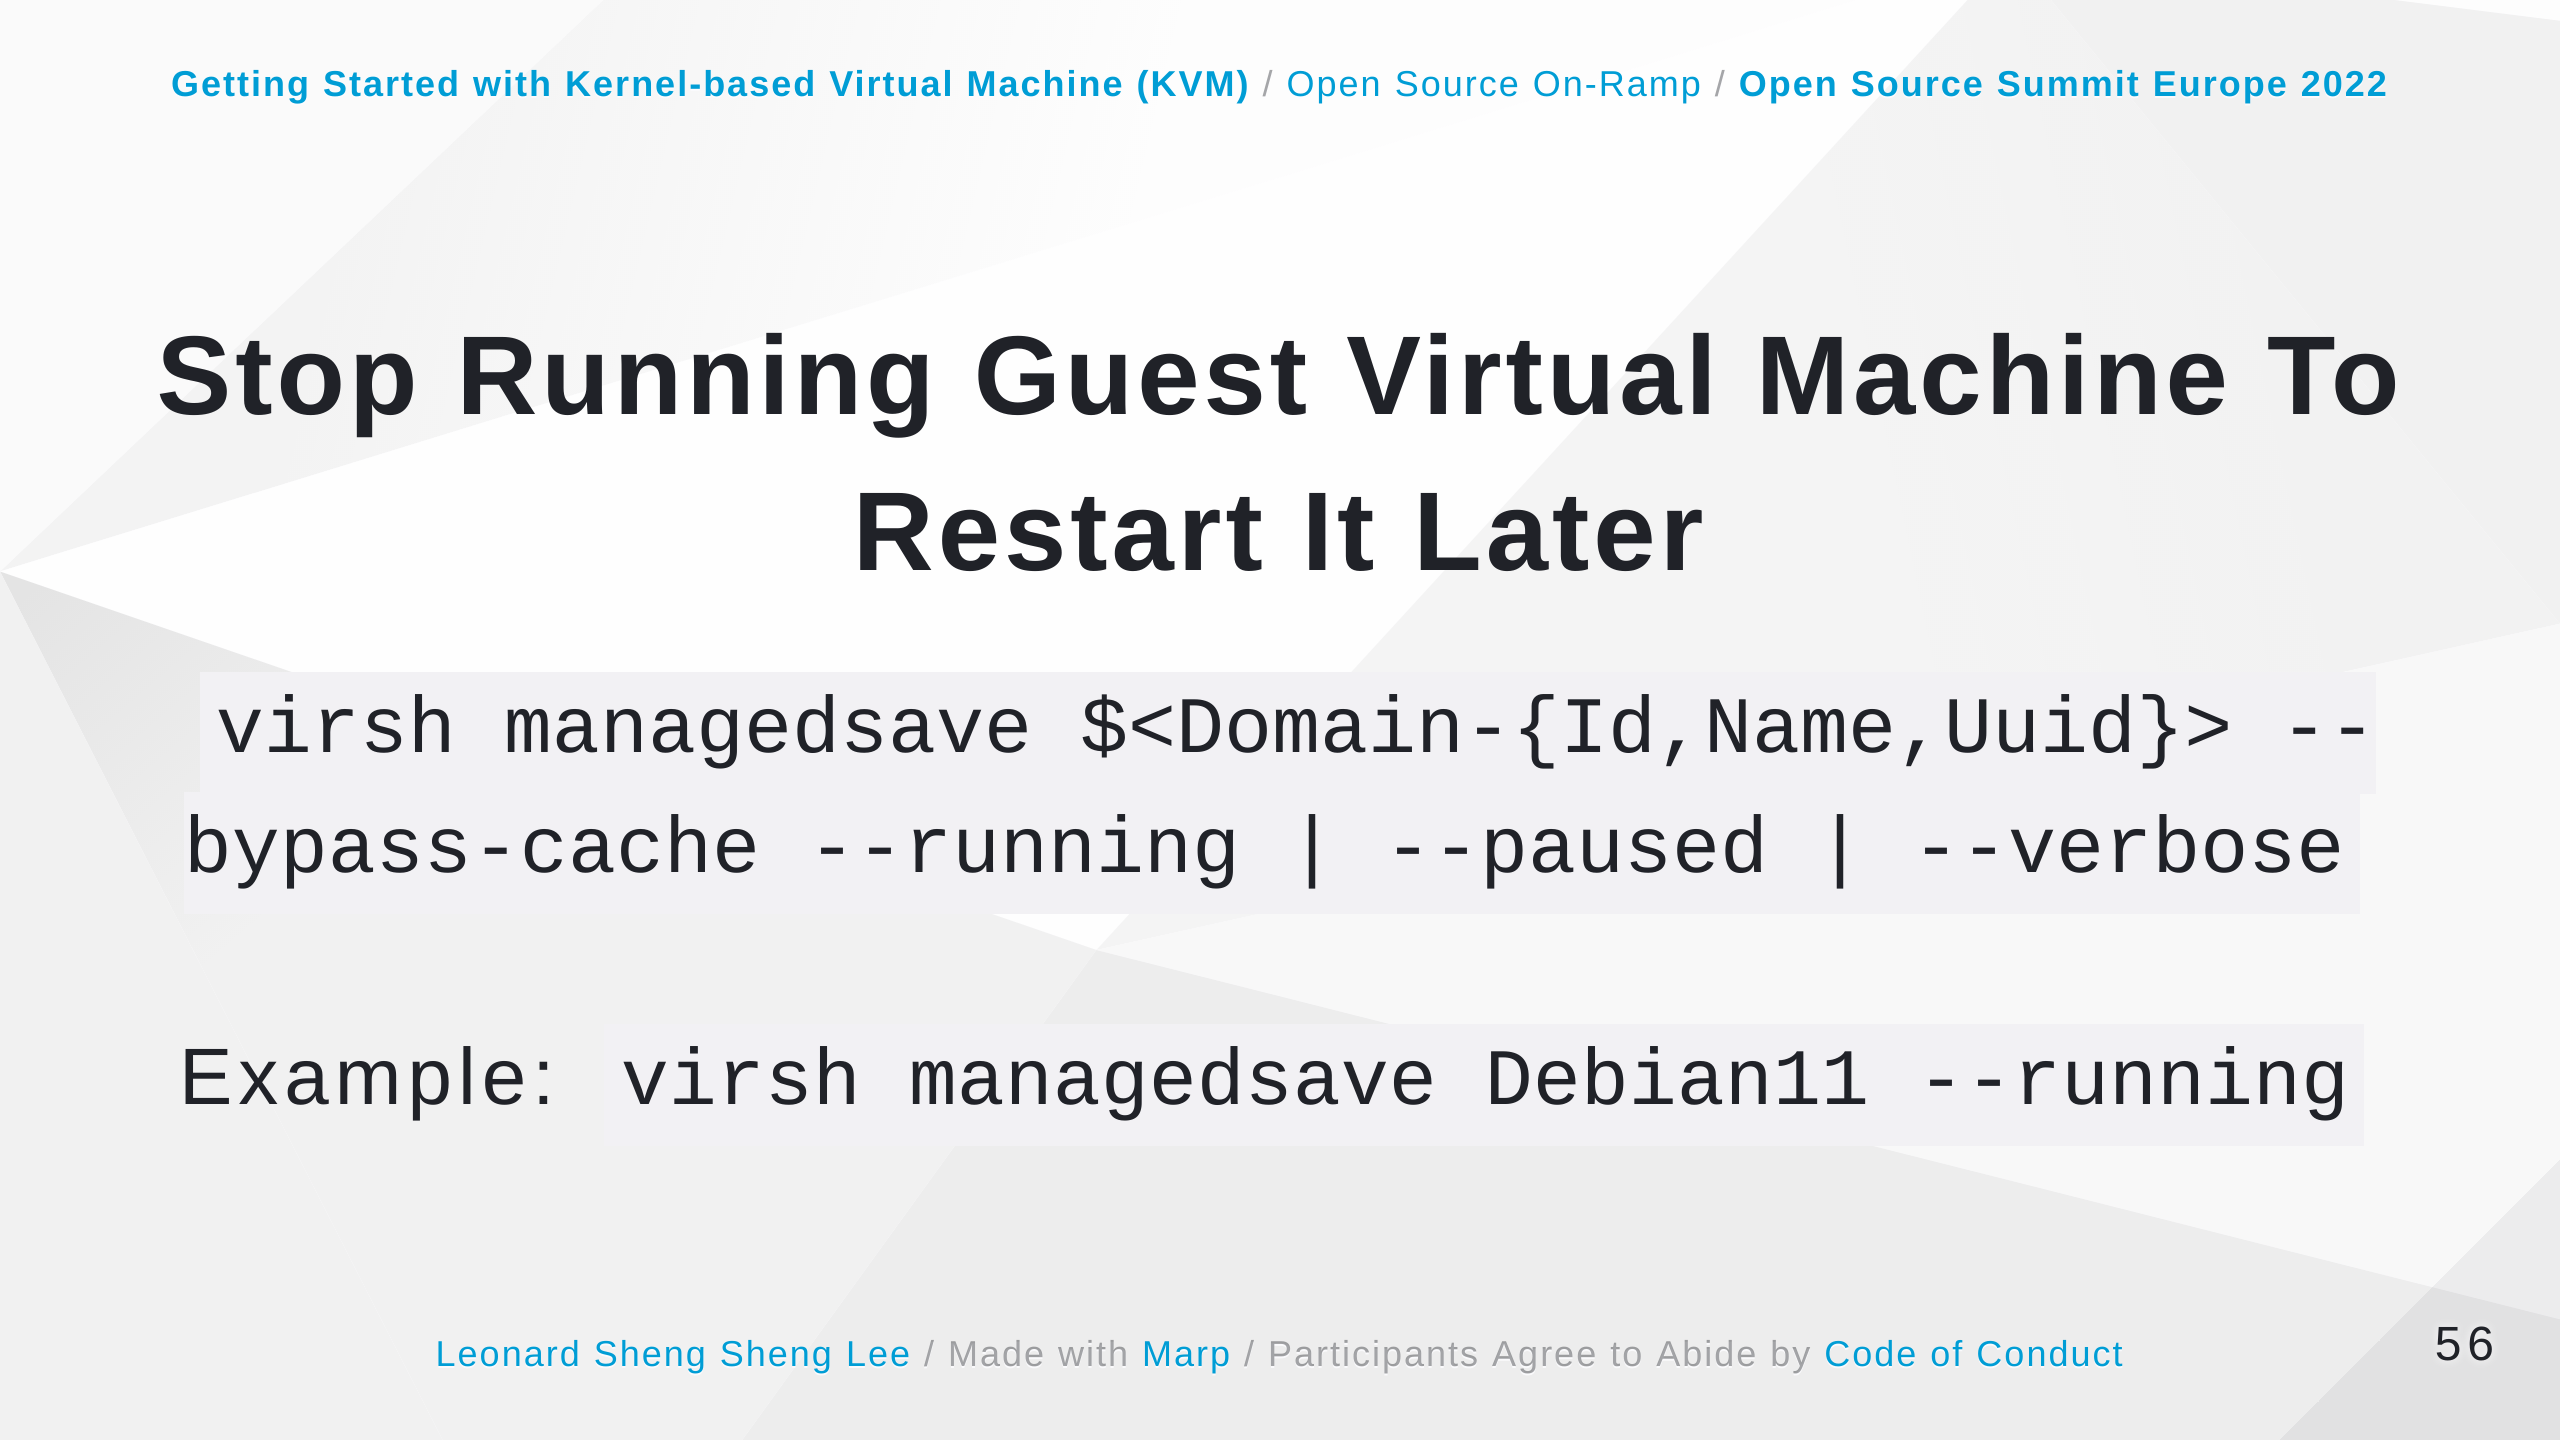 Getting Started with Kernel-based Virtual Machine (KVM) / Open Source On-Ramp / Open Source Summit Europe 2022
Stop Running Guest Virtual Machine To
Restart It Later
virsh managedsave $<Domain-{Id,Name,Uuid}> --
bypass-cache --running | --paused | --verbose
Example: virsh managedsave Debian11 --running
Leonard Sheng Sheng Lee / Made with Marp / Participants Agree to Abide by Code of Conduct
56